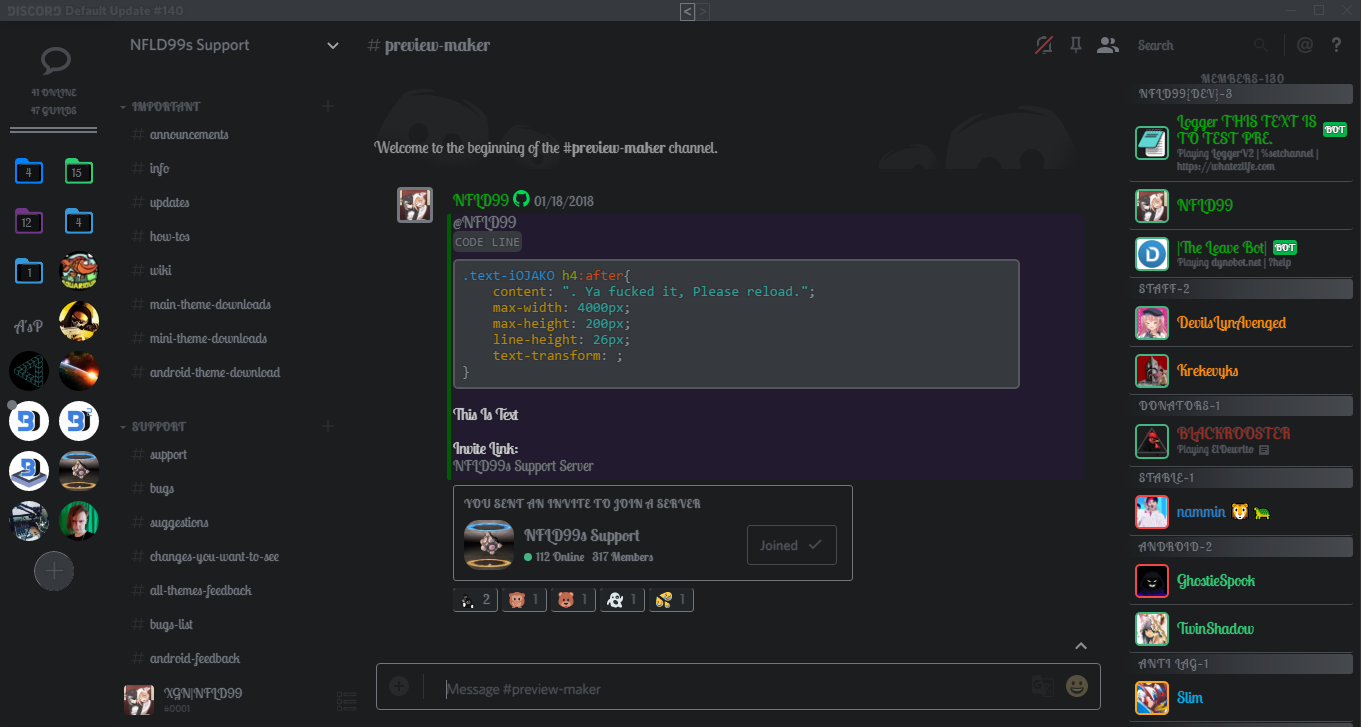 DISCORD Default Update #140
< >
NFLD99s Support
# preview-maker
Search
@ ?
41 ONLINE
47 GUILDS
4
15
12
4
1
A'sP
2
IMPORTANT
# announcements
# info
# updates
# how-tos
# wiki
# main-theme-downloads
# mini-theme-downloads
# android-theme-download
SUPPORT
# support
# bugs
# suggestions
# changes-you-want-to-see
# all-themes-feedback
# bugs-list
# android-feedback
XGN|NFLD99
#0001
Welcome to the beginning of the #preview-maker channel.
NFLD99 01/18/2018
@NFLD99
CODE LINE
.text-iOJAKO h4:after{
content: ". Ya fucked it, Please reload.";
max-width: 4000px;
max-height: 200px;
line-height: 26px;
text-transform: ;
}
This Is Text
Invite Link:
NFLD99s Support Server
YOU SENT AN INVITE TO JOIN A SERVER
NFLD99s Support
112 Online 317 Members
Joined
2 1 1 1 1
Message #preview-maker
MEMBERS-130
NFLD99[DEV]-3
Logger THIS TEXT IS
TO TEST PRE.
BOT
Playing LoggerV2 | %setchannel |
https://whatezlife.com
NFLD99
|The Leave Bot| BOT
Playing dynobot.net | ?help
STAFF-2
DevilsLynAvenged
Krekevyks
DONATORS-1
BLACKROOSTER
Playing ElDewrito
STABLE-1
nammin
ANDROID-2
GhostieSpook
TwinShadow
ANTI LAG-1
Slim